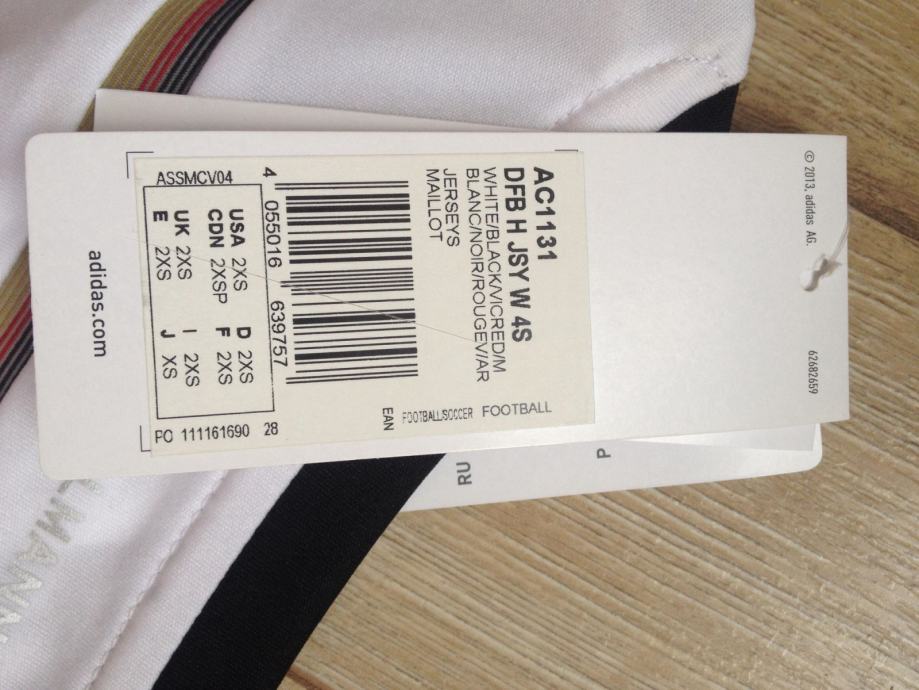 AC1131
DFB H JSY W 4S
WHITE/BLACK/VICRED/M
BLANC/NOIR/ROUGEV/AR
JERSEYS
MAILLOT
FOOTBALL/SOCCER FOOTBALL
EAN
4 055016 639757
ASSMCV04
USA 2XS D 2XS
CDN 2XSP F 2XS
UK 2XS I 2XS
E 2XS J XS
PO 111161690 28
adidas.com
© 2013, adidas AG.
62682659
RU
P